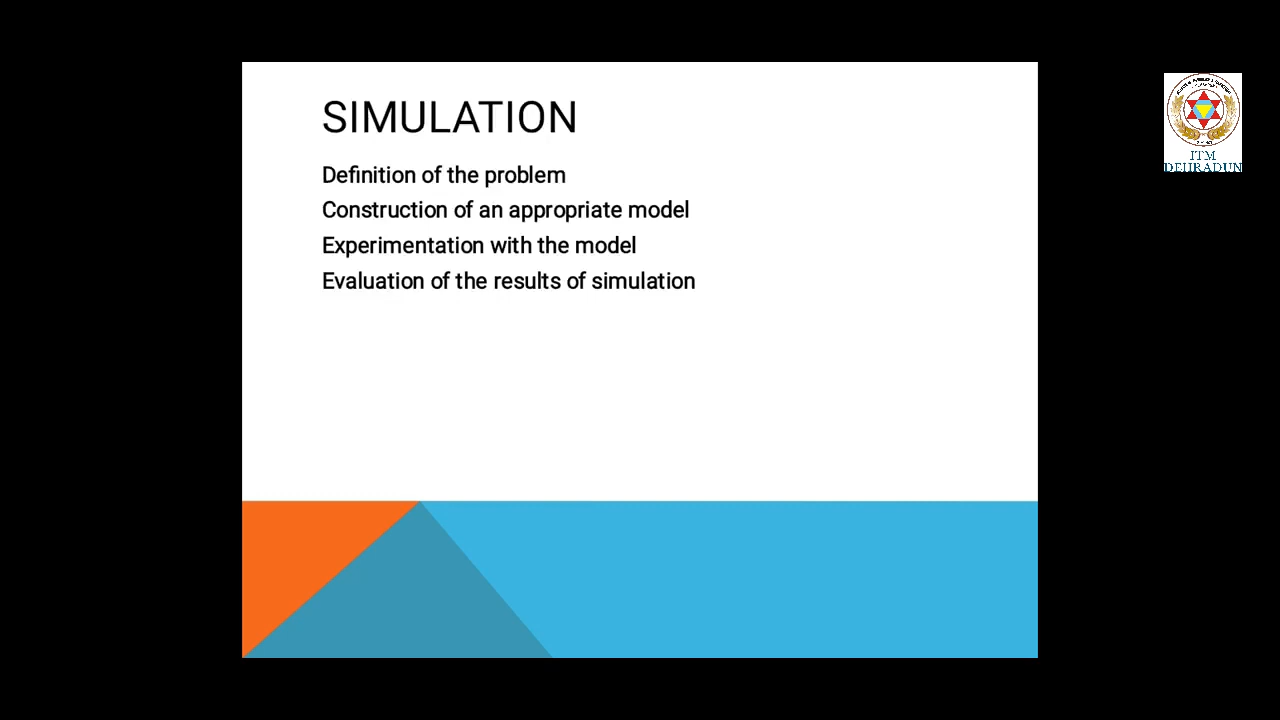 SIMULATION
Definition of the problem
Construction of an appropriate model
Experimentation with the model
Evaluation of the results of simulation
ITM
DEHRADUN